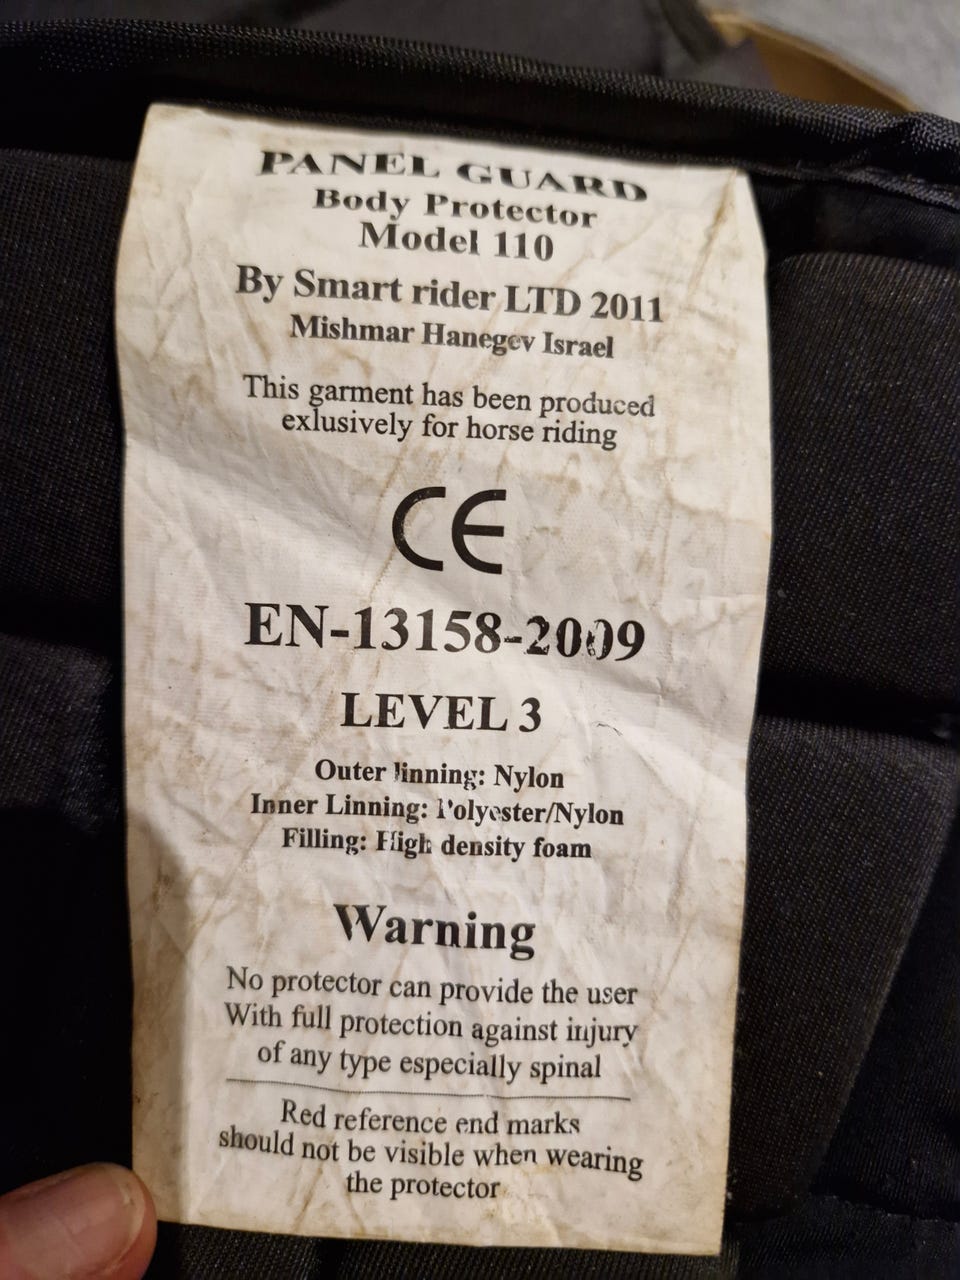 PANEL GUARD
Body Protector
Model 110
By Smart rider LTD 2011
Mishmar Hanegev Israel
This garment has been produced
exlusively for horse riding
CE
EN-13158-2009
LEVEL 3
Outer linning: Nylon
Inner Linning: Polyester/Nylon
Filling: High density foam
Warning
No protector can provide the user
With full protection against injury
of any type especially spinal
Red reference end marks
should not be visible when wearing
the protector